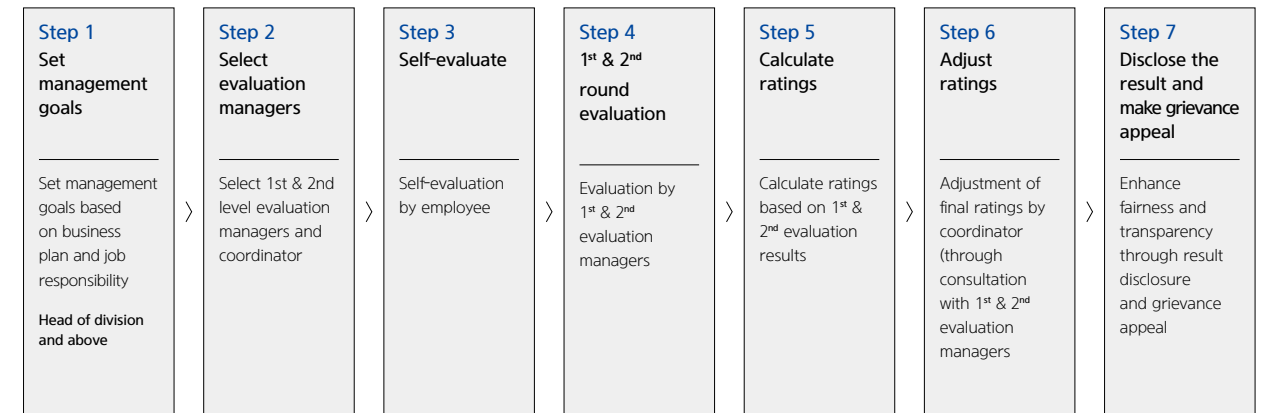 Step 1
Set
management
goals
Set management
goals based
on business
plan and job
responsibility
Head of division
and above
Step 2
Select
evaluation
managers
Select 1st & 2nd
level evaluation
managers and
coordinator
Step 3
Self-evaluate
Self-evaluation
by employee
Step 4
1st & 2nd
round
evaluation
Evaluation by
1st & 2nd
evaluation
managers
Step 5
Calculate
ratings
Calculate ratings
based on 1st &
2nd evaluation
results
Step 6
Adjust
ratings
Adjustment of
final ratings by
coordinator
(through
consultation
with 1st & 2nd
evaluation
managers
Step 7
Disclose the
result and
make grievance
appeal
Enhance
fairness and
transparency
through result
disclosure
and grievance
appeal